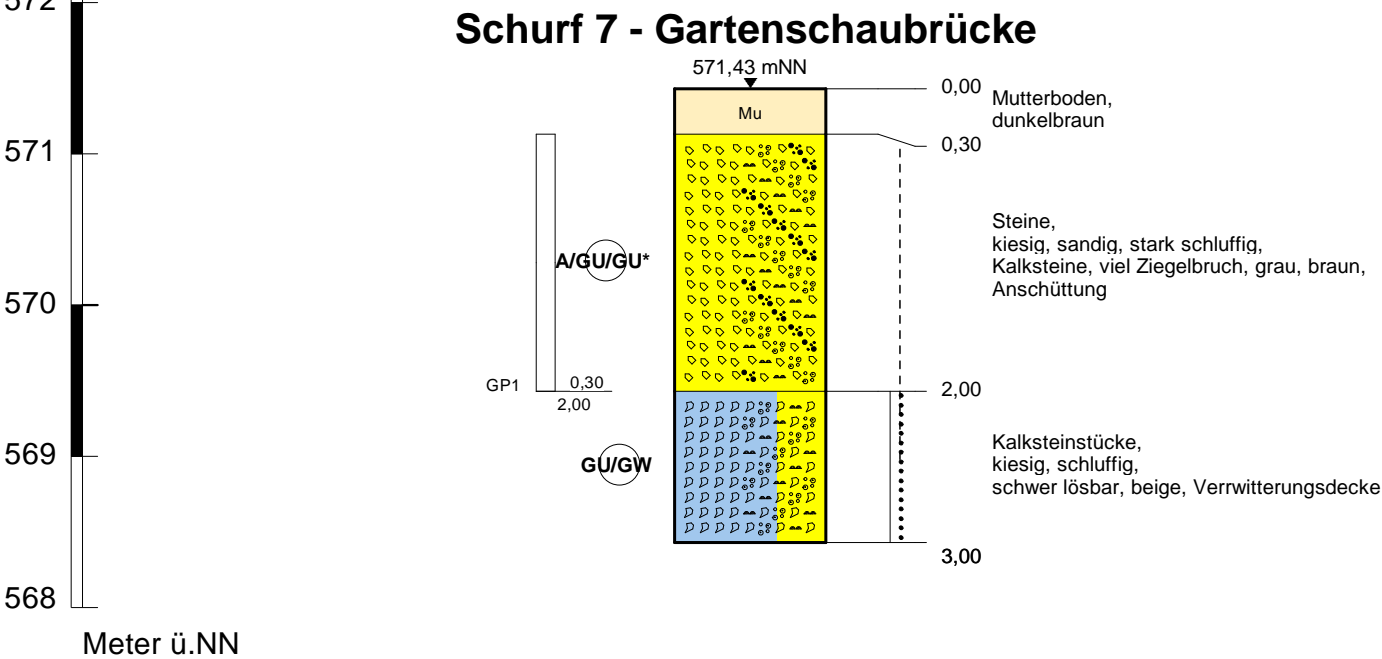 Schurf 7 - Gartenschaubrücke
572
571,43 mNN
0,00
Mutterboden,
dunkelbraun
Mu
571
0,30
Steine,
kiesig, sandig, stark schluffig,
Kalksteine, viel Ziegelbruch, grau, braun,
Anschüttung
A/GU/GU*
570
GP1
0,30
2,00
2,00
Kalksteinstücke,
kiesig, schluffig,
schwer lösbar, beige, Verrwitterungsdecke
569
GU/GW
3,00
568
Meter ü.NN